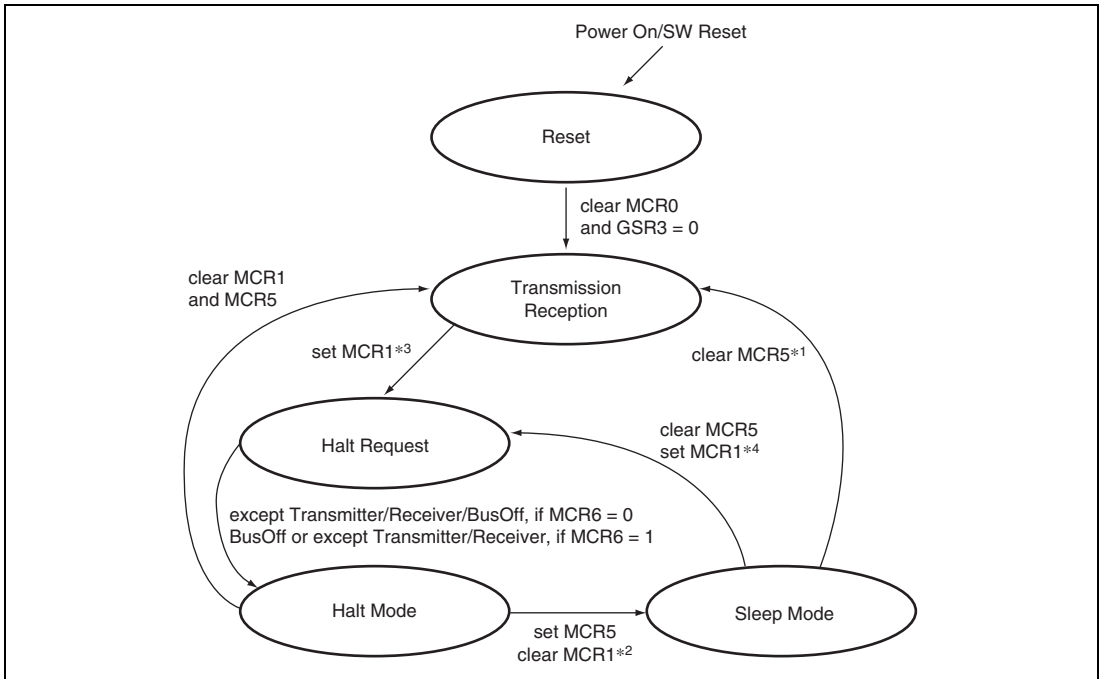 Power On/SW Reset
Reset
clear MCR0
and GSR3 = 0
clear MCR1
and MCR5
Transmission
Reception
set MCR1*3
clear MCR5*1
Halt Request
clear MCR5
set MCR1*4
except Transmitter/Receiver/BusOff, if MCR6 = 0
BusOff or except Transmitter/Receiver, if MCR6 = 1
Halt Mode
Sleep Mode
set MCR5
clear MCR1*2